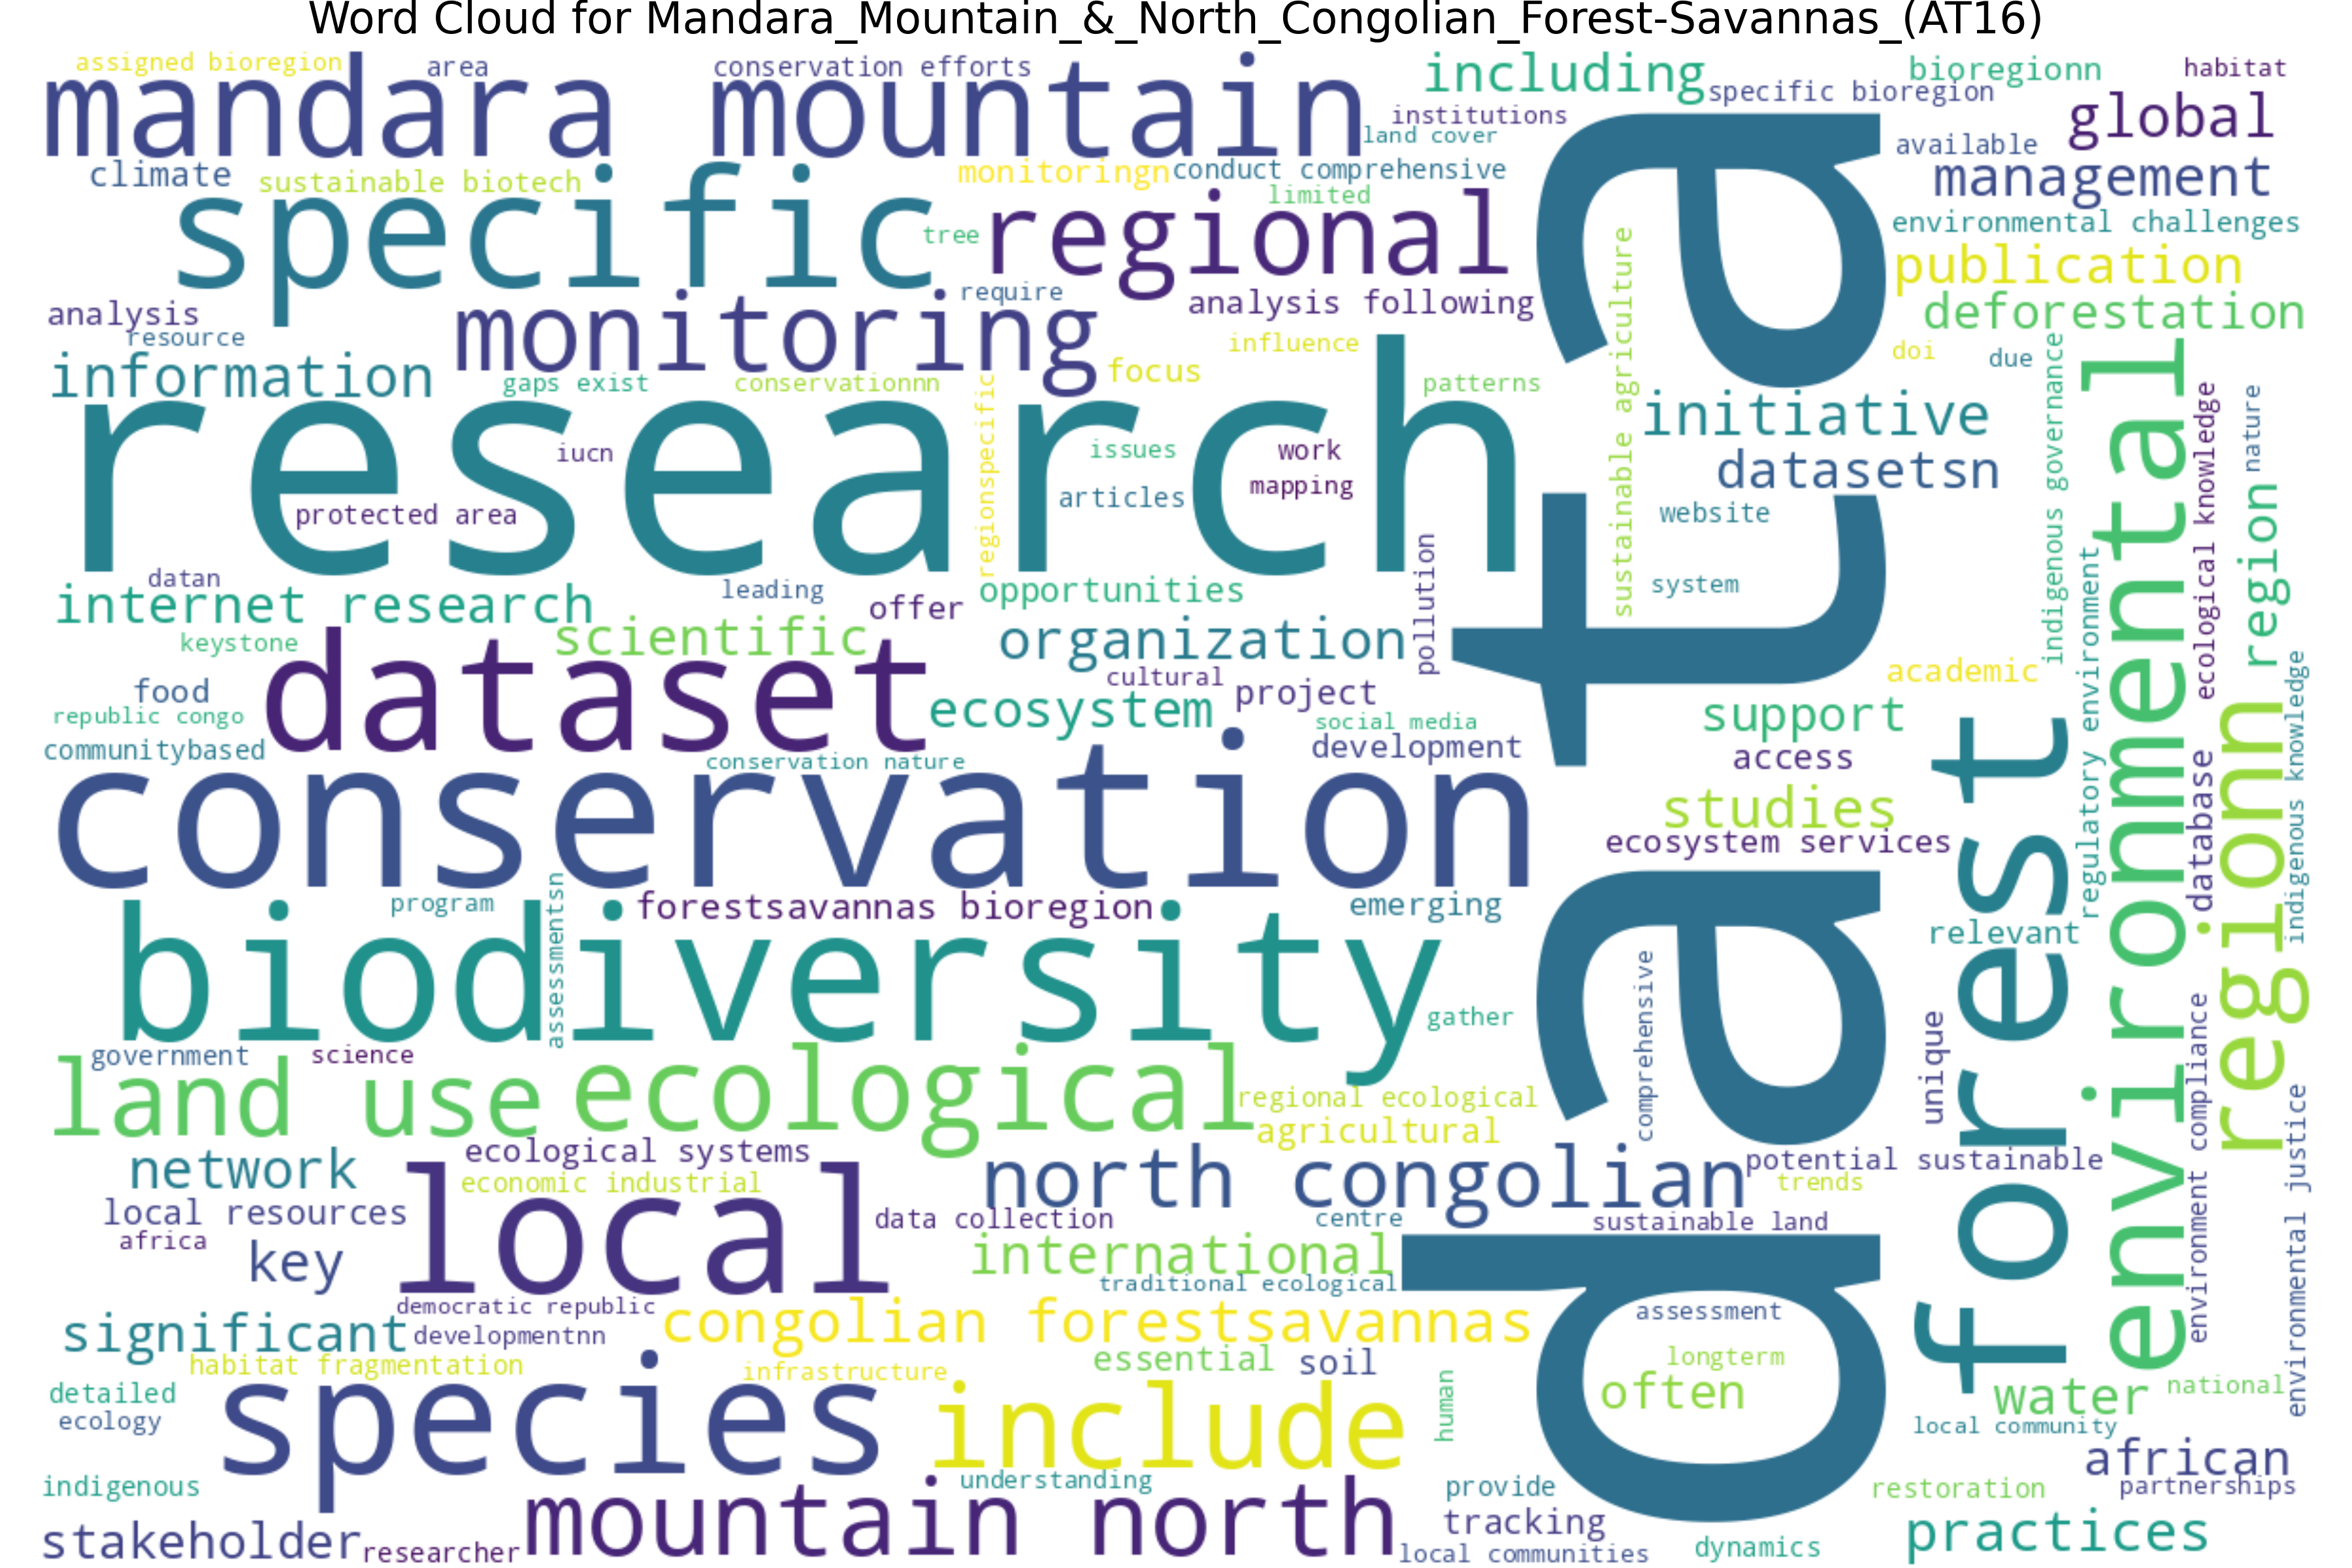 Word Cloud for Mandara_Mountain_&_North_Congolian_Forest-Savannas_(AT16)
assigned bioregion
area
conservation efforts
including
bioregionn
habitat
mandara
mountain
specific bioregion
institutions
global
land cover
available
climate
sustainable biotech
monitoringn
conduct comprehensive
management
limited
specific
tree
regional
environmental challenges
publication
require
analysis following
analysis
deforestation
resource
monitoring
influence
doi
due
information
gaps exist
conservationnn
focus
patterns
sustainable agriculture
initiative
research
iucn
regionspecific
issues
work
articles
mapping
datasetsn
protected area
website
indigenous governance
environmental
ecological knowledge
nature
datan
internet research
leading
offer
opportunities
pollution
system
data
keystone
scientific
organization
region
academic
food
dataset
cultural
project
republic congo
ecosystem
social media
support
communitybased
development
conservation nature
access
regulatory environment
indigenous knowledge
conservation
studies
database
regionn
ecosystem services
program
assessmentsn
forestsavannas bioregion
emerging
forest
relevant
biodiversity
comprehensive
gather
unique
government
science
land use
ecological
regional ecological
agricultural
environment compliance
environmental justice
network
ecological systems
economic industrial
north congolian
potential sustainable
trends
local resources
local
data collection
centre
sustainable land
africa
key
international
traditional ecological
democratic republic
congolian forestsavannas
assessment
significant
developmentnn
habitat fragmentation
infrastructure
essential
soil
longterm
detailed
ecology
species
include
human
often
water
national
local community
african
indigenous
understanding
provide
restoration
partnerships
mountain north
tracking
practices
stakeholder
researcher
local communities
dynamics